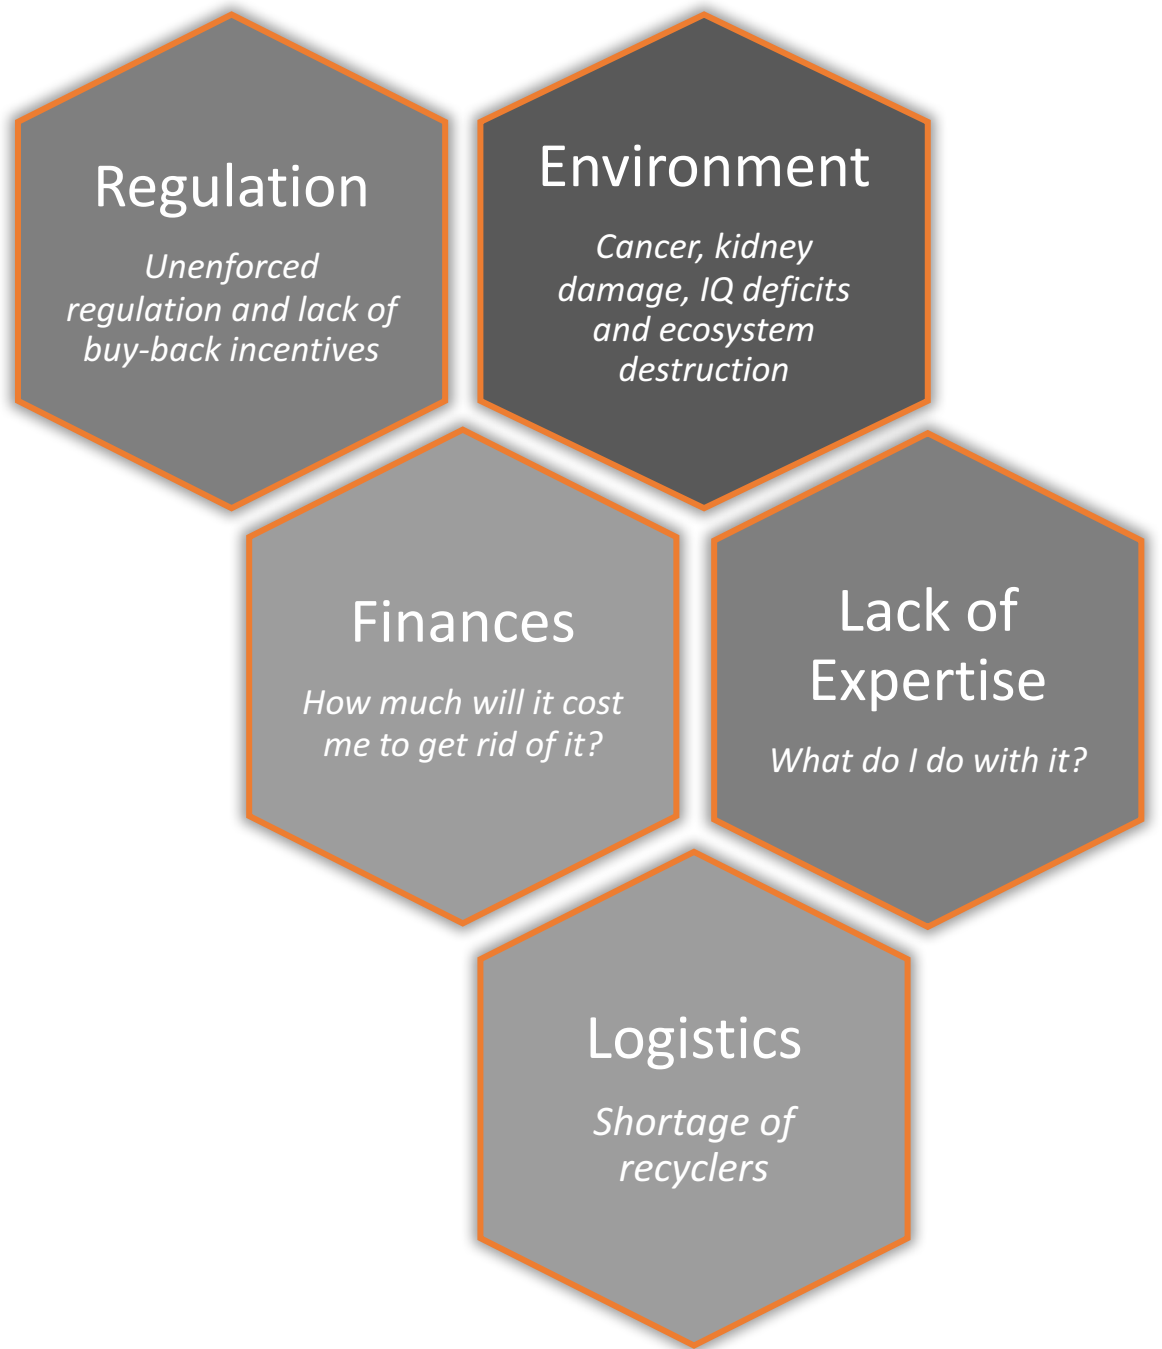 Regulation
Unenforced
regulation and lack of
buy-back incentives
Environment
Cancer, kidney
damage, IQ deficits
and ecosystem
destruction
Finances
How much will it cost
me to get rid of it?
Lack of
Expertise
What do I do with it?
Logistics
Shortage of
recyclers